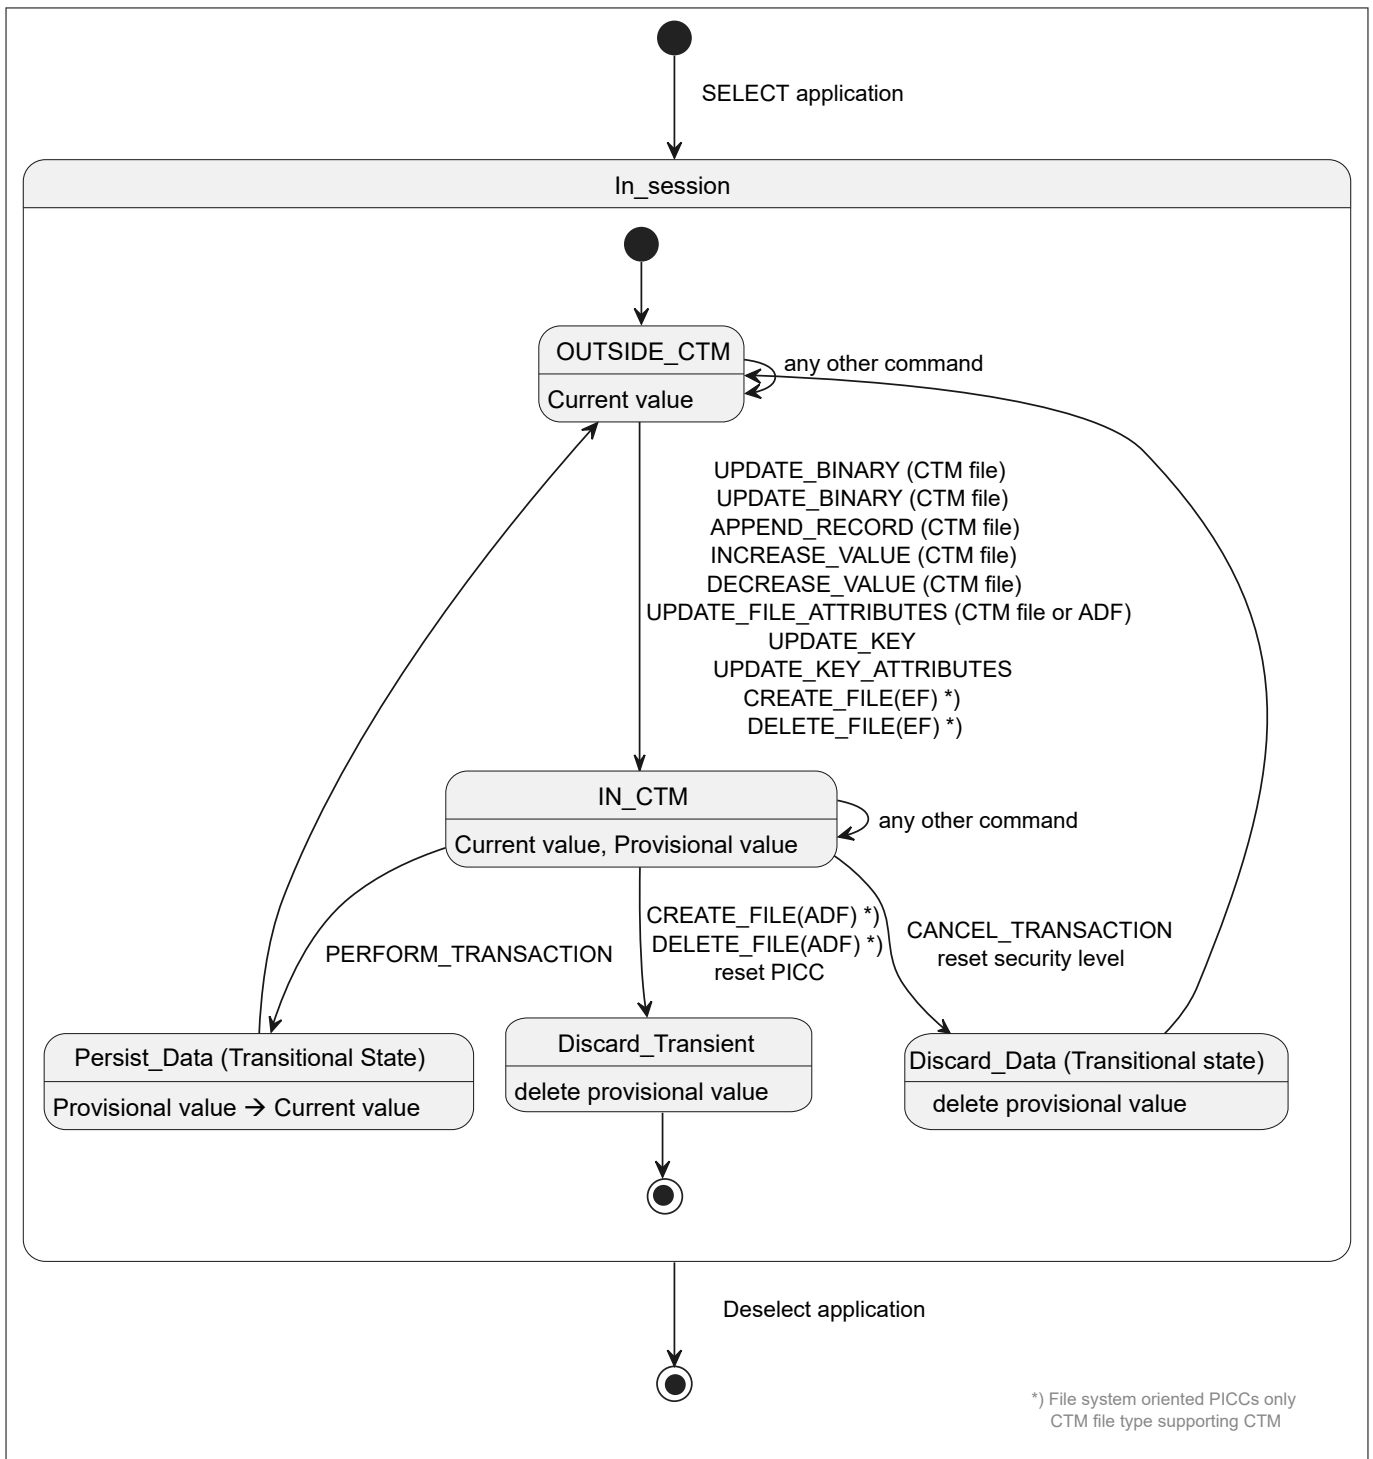 SELECT application
In_session
OUTSIDE_CTM
any other command
Current value
UPDATE_BINARY (CTM file)
UPDATE_BINARY (CTM file)
APPEND_RECORD (CTM file)
INCREASE_VALUE (CTM file)
DECREASE_VALUE (CTM file)
UPDATE_FILE_ATTRIBUTES (CTM file or ADF)
UPDATE_KEY
UPDATE_KEY_ATTRIBUTES
CREATE_FILE(EF) *)
DELETE_FILE(EF) *)
IN_CTM
any other command
Current value, Provisional value
PERFORM_TRANSACTION
CREATE_FILE(ADF) *)
DELETE_FILE(ADF) *)
reset PICC
CANCEL_TRANSACTION
reset security level
Persist_Data (Transitional State)
Provisional value → Current value
Discard_Transient
delete provisional value
Discard_Data (Transitional state)
delete provisional value
Deselect application
*) File system oriented PICCs only
CTM file type supporting CTM